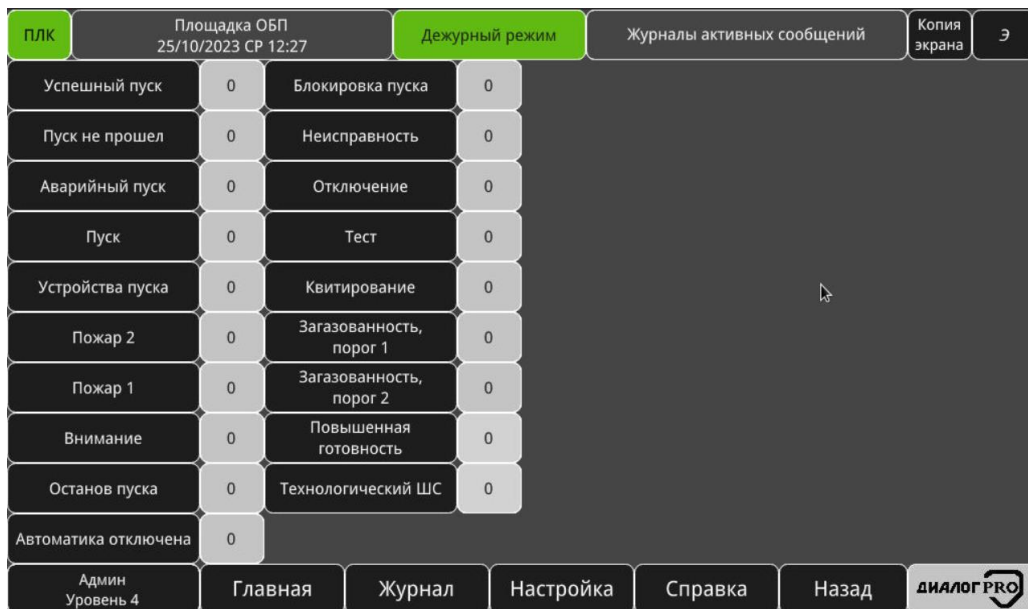 ПЛК
Площадка ОБП
25/10/2023 СР 12:27
Дежурный режим
Журналы активных сообщений
Копия
экрана
Э
Успешный пуск 0 Блокировка пуска 0
Пуск не прошел 0 Неисправность 0
Аварийный пуск 0 Отключение 0
Пуск 0 Тест 0
Устройства пуска 0 Квитирование 0
Пожар 2 0 Загазованность,
порог 1 0
Пожар 1 0 Загазованность,
порог 2 0
Внимание 0 Повышенная
готовность 0
Останов пуска 0 Технологический ШС 0
Автоматика отключена 0
Админ
Уровень 4
Главная
Журнал
Настройка
Справка
Назад
ДИАЛОГ PRO